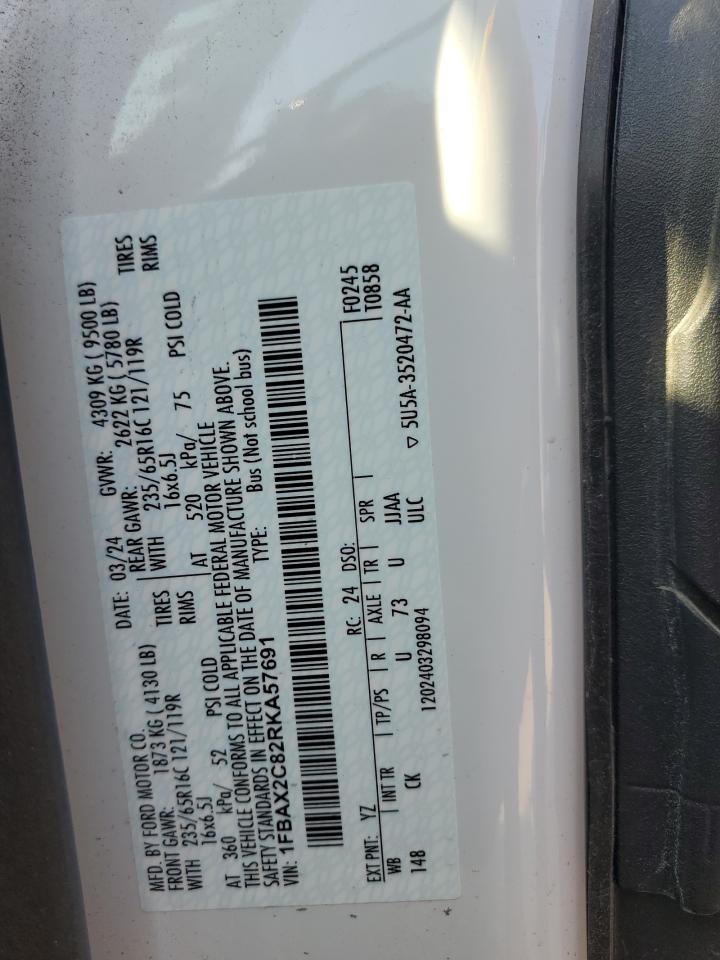 MFD. BY FORD MOTOR CO. DATE: 03/24 GVWR: 4309 KG ( 9500 LB)
FRONT GAWR: 1873 KG ( 4130 LB) REAR GAWR: 2622 KG ( 5780 LB)
WITH 235/65R16C 121/119R TIRES WITH 235/65R16C 121/119R TIRES
16x6.5J RIMS 16x6.5J RIMS
AT 360 kPa/ 52 PSI COLD AT 520 kPa/ 75 PSI COLD
THIS VEHICLE CONFORMS TO ALL APPLICABLE FEDERAL MOTOR VEHICLE
SAFETY STANDARDS IN EFFECT ON THE DATE OF MANUFACTURE SHOWN ABOVE.
VIN: 1FBAX2C82RKA57691 TYPE: Bus (Not school bus)
F0245
EXT PNT: YZ RC: 24 DSO: T0858
WB INT TR TP/PS R AXLE TR SPR
148 CK U 73 U JJAA
1202403298094 ULC ▽ 5U5A-3520472-AA